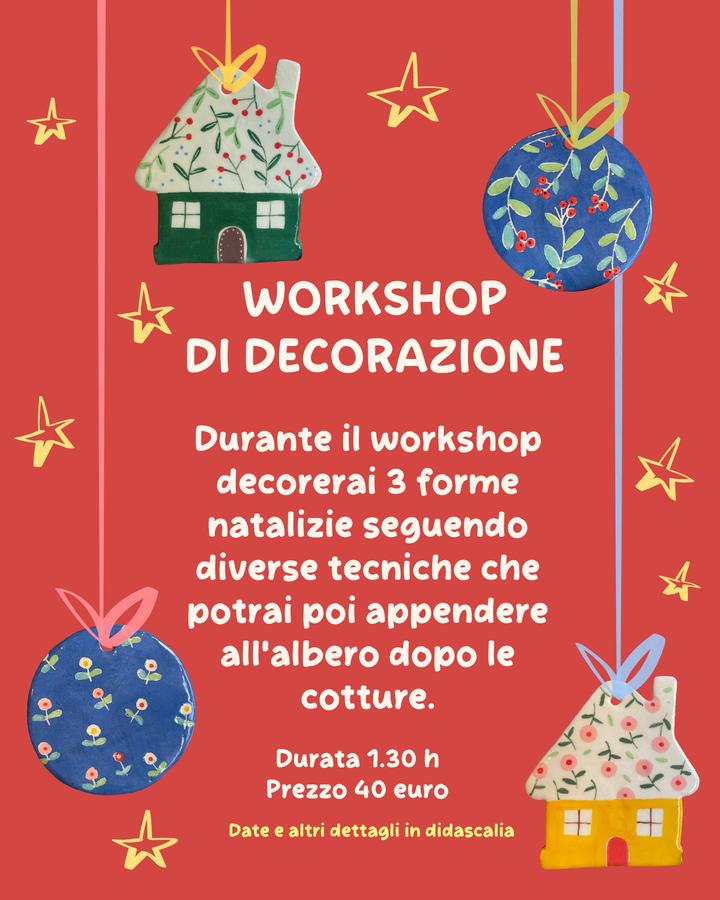 WORKSHOP
DI DECORAZIONE
Durante il workshop
decorerai 3 forme
natalizie seguendo
diverse tecniche che
potrai poi appendere
all'albero dopo le
cotture.
Durata 1.30 h
Prezzo 40 euro
Date e altri dettagli in didascalia